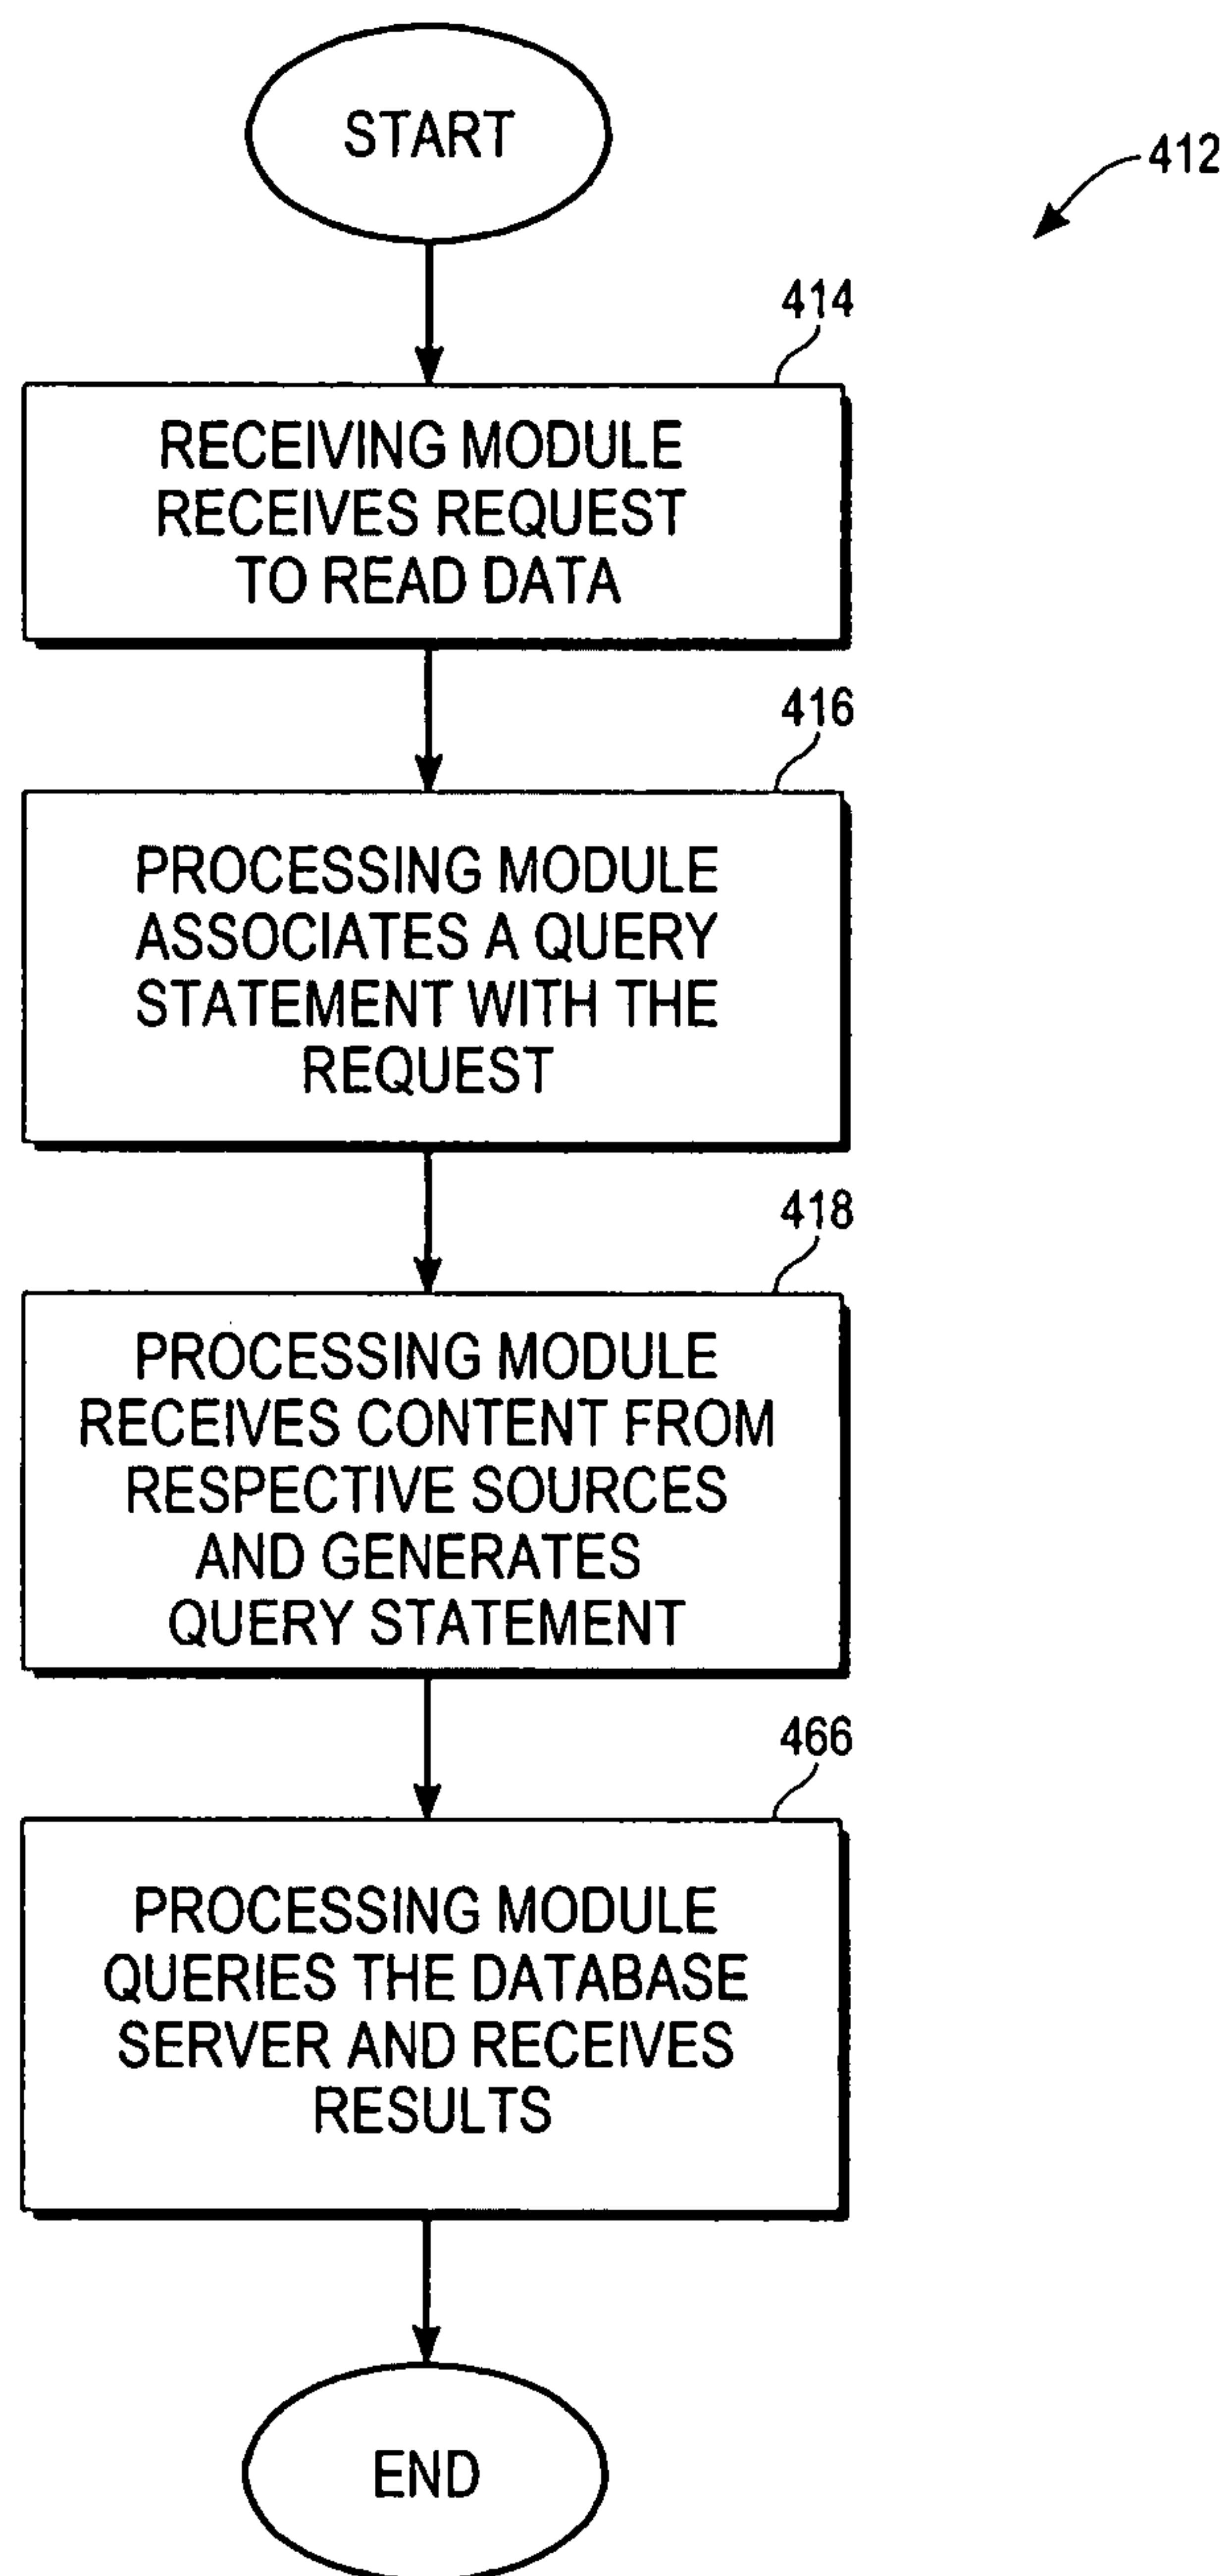 START
412
414
RECEIVING MODULE
RECEIVES REQUEST
TO READ DATA
416
PROCESSING MODULE
ASSOCIATES A QUERY
STATEMENT WITH THE
REQUEST
418
PROCESSING MODULE
RECEIVES CONTENT FROM
RESPECTIVE SOURCES
AND GENERATES
QUERY STATEMENT
466
PROCESSING MODULE
QUERIES THE DATABASE
SERVER AND RECEIVES
RESULTS
END